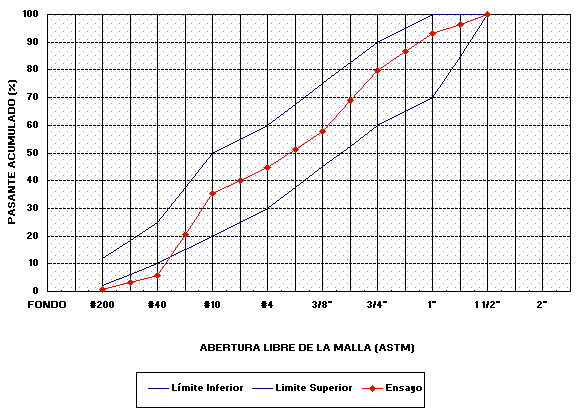 100
90
80
70
60
50
40
30
20
10
0
PASANTE ACUMULADO (%)
FONDO #200 #40 #10 #4 3/8" 3/4" 1" 1 1/2" 2"
ABERTURA LIBRE DE LA MALLA (ASTM)
Límite Inferior Limite Superior Ensayo